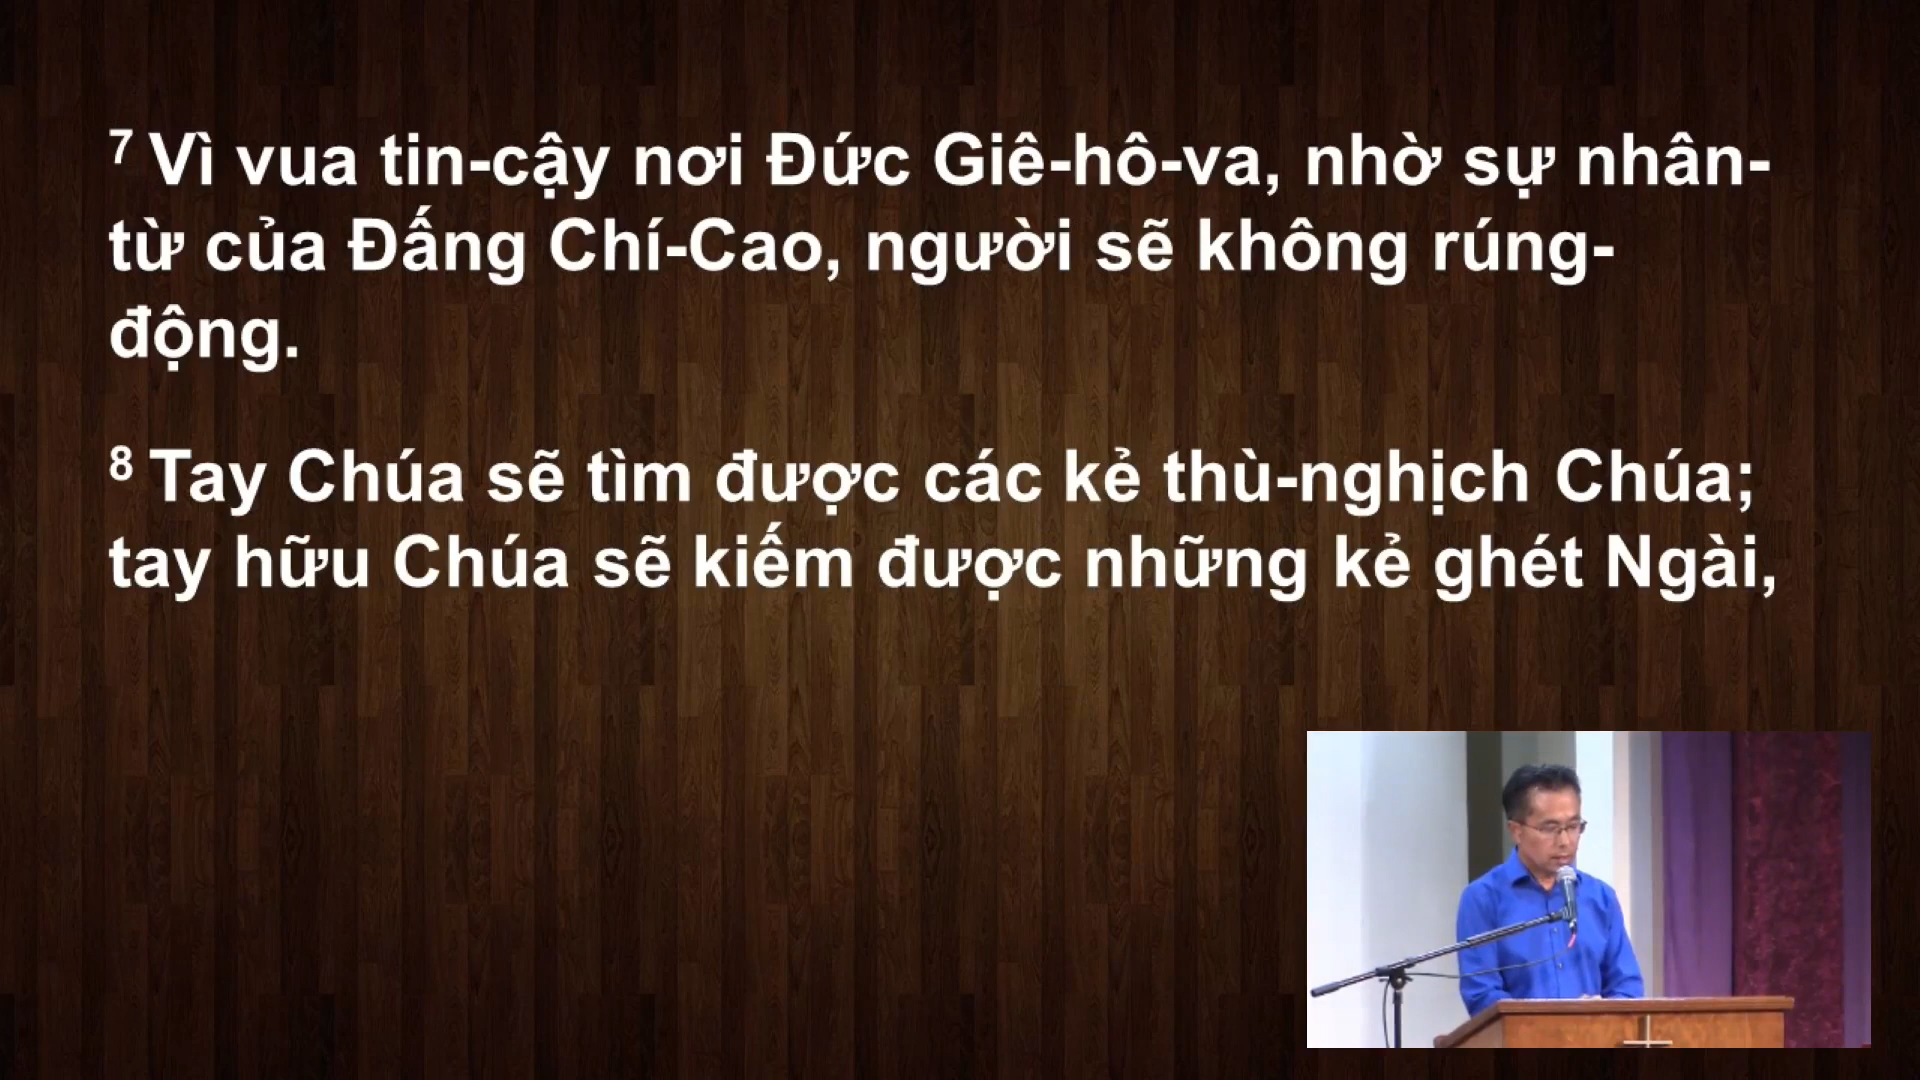 7 Vì vua tin-cậy nơi Đức Giê-hô-va, nhờ sự nhân-
từ của Đấng Chí-Cao, người sẽ không rúng-
động.
8 Tay Chúa sẽ tìm được các kẻ thù-nghịch Chúa;
tay hữu Chúa sẽ kiếm được những kẻ ghét Ngài,